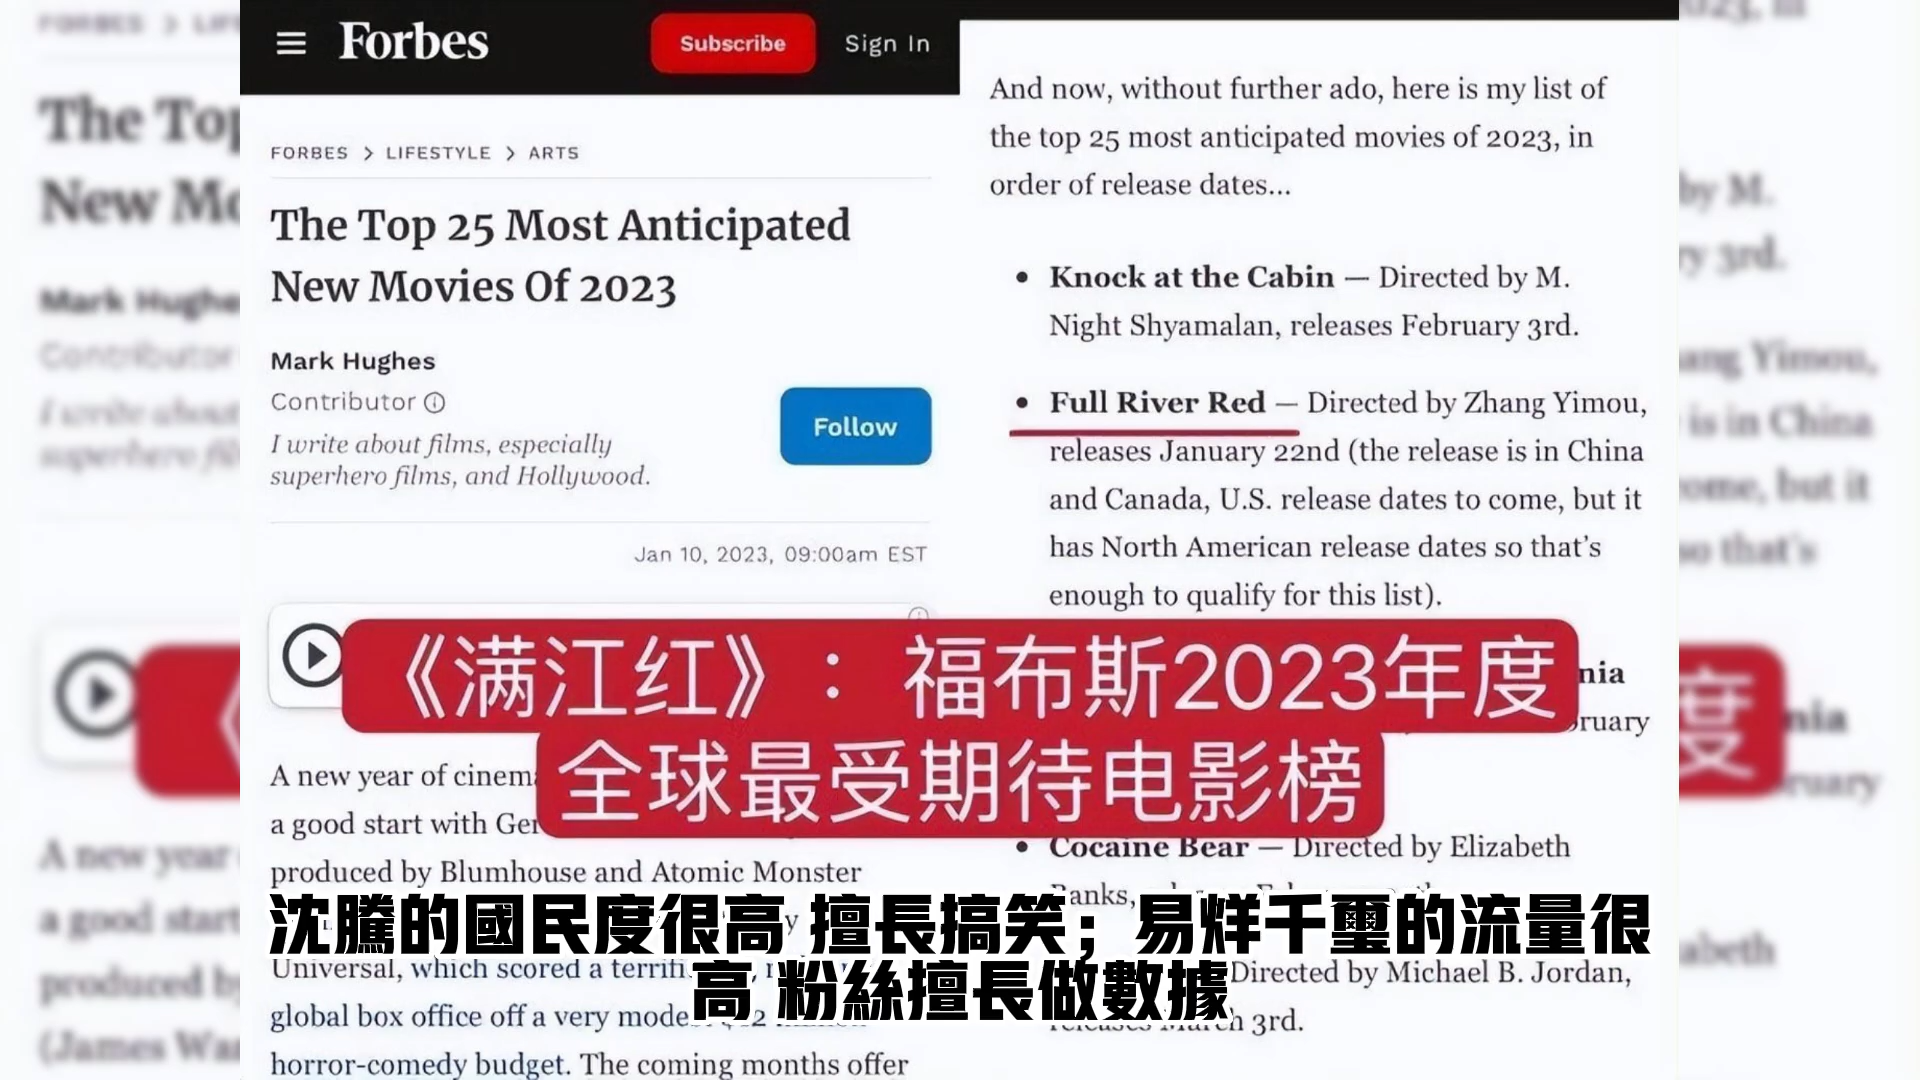 Forbes
Subscribe
Sign In
FORBES > LIFESTYLE > ARTS
The Top 25 Most Anticipated
New Movies Of 2023
Mark Hughes
Contributor
I write about films, especially
superhero films, and Hollywood.
Follow
Jan 10, 2023, 09:00am EST
A new year of
a good start with
produced by Blumhouse and Atomic Monster
Universal, which scored a
global box office off a very
horror-comedy budget. The coming months offer
And now, without further ado, here is my list of
the top 25 most anticipated movies of 2023, in
order of release dates...
• Knock at the Cabin — Directed by M.
Night Shyamalan, releases February 3rd.
• Full River Red — Directed by Zhang Yimou,
releases January 22nd (the release is in China
and Canada, U.S. release dates to come, but it
has North American release dates so that's
enough to qualify for this list).
• Cocaine Bear — Directed by Elizabeth
Banks,
Directed by Michael B. Jordan,
releases March 3rd.
《满江红》：福布斯2023年度
全球最受期待电影榜
沈騰的國民度很高 擅長搞笑；易烊千璽的流量很
高 粉絲擅長做數據